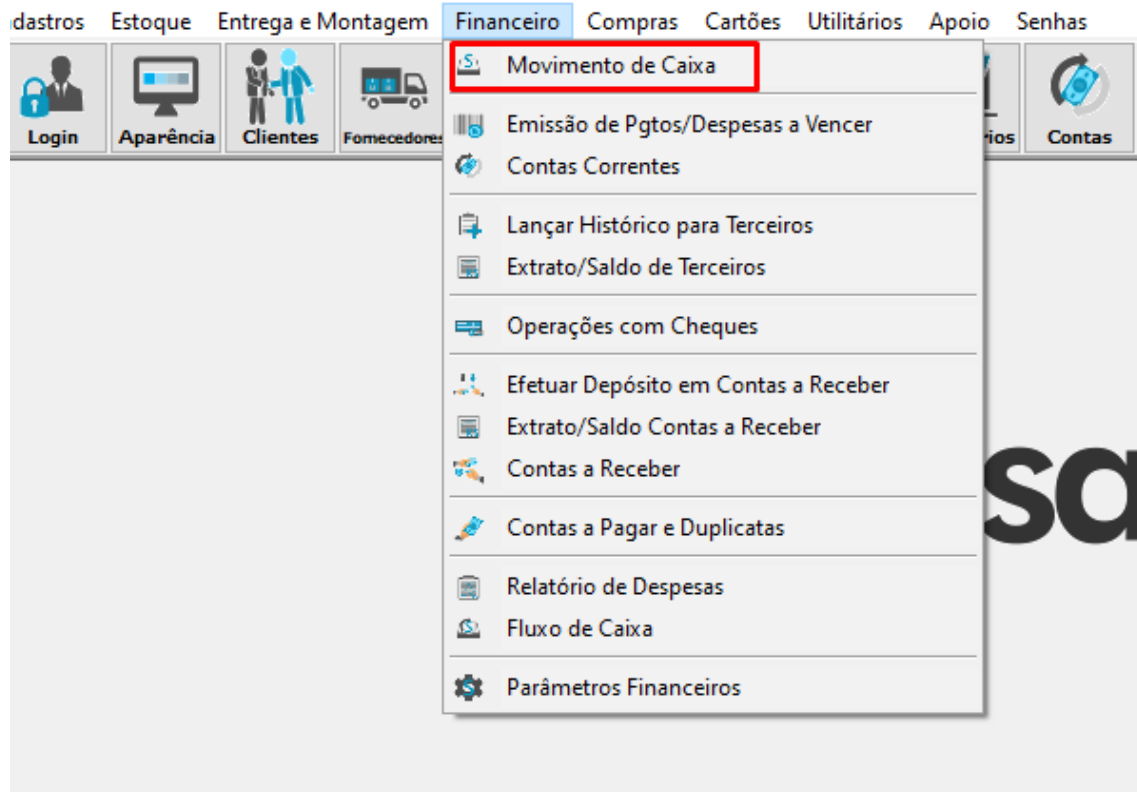 dastros Estoque Entrega e Montagem Financeiro Compras Cartões Utilitários Apoio Senhas
Login Aparência Clientes Fornecedores ios Contas
Movimento de Caixa
Emissão de Pgtos/Despesas a Vencer
Contas Correntes
Lançar Histórico para Terceiros
Extrato/Saldo de Terceiros
Operações com Cheques
Efetuar Depósito em Contas a Receber
Extrato/Saldo Contas a Receber
Contas a Receber
Contas a Pagar e Duplicatas
Relatório de Despesas
Fluxo de Caixa
Parâmetros Financeiros